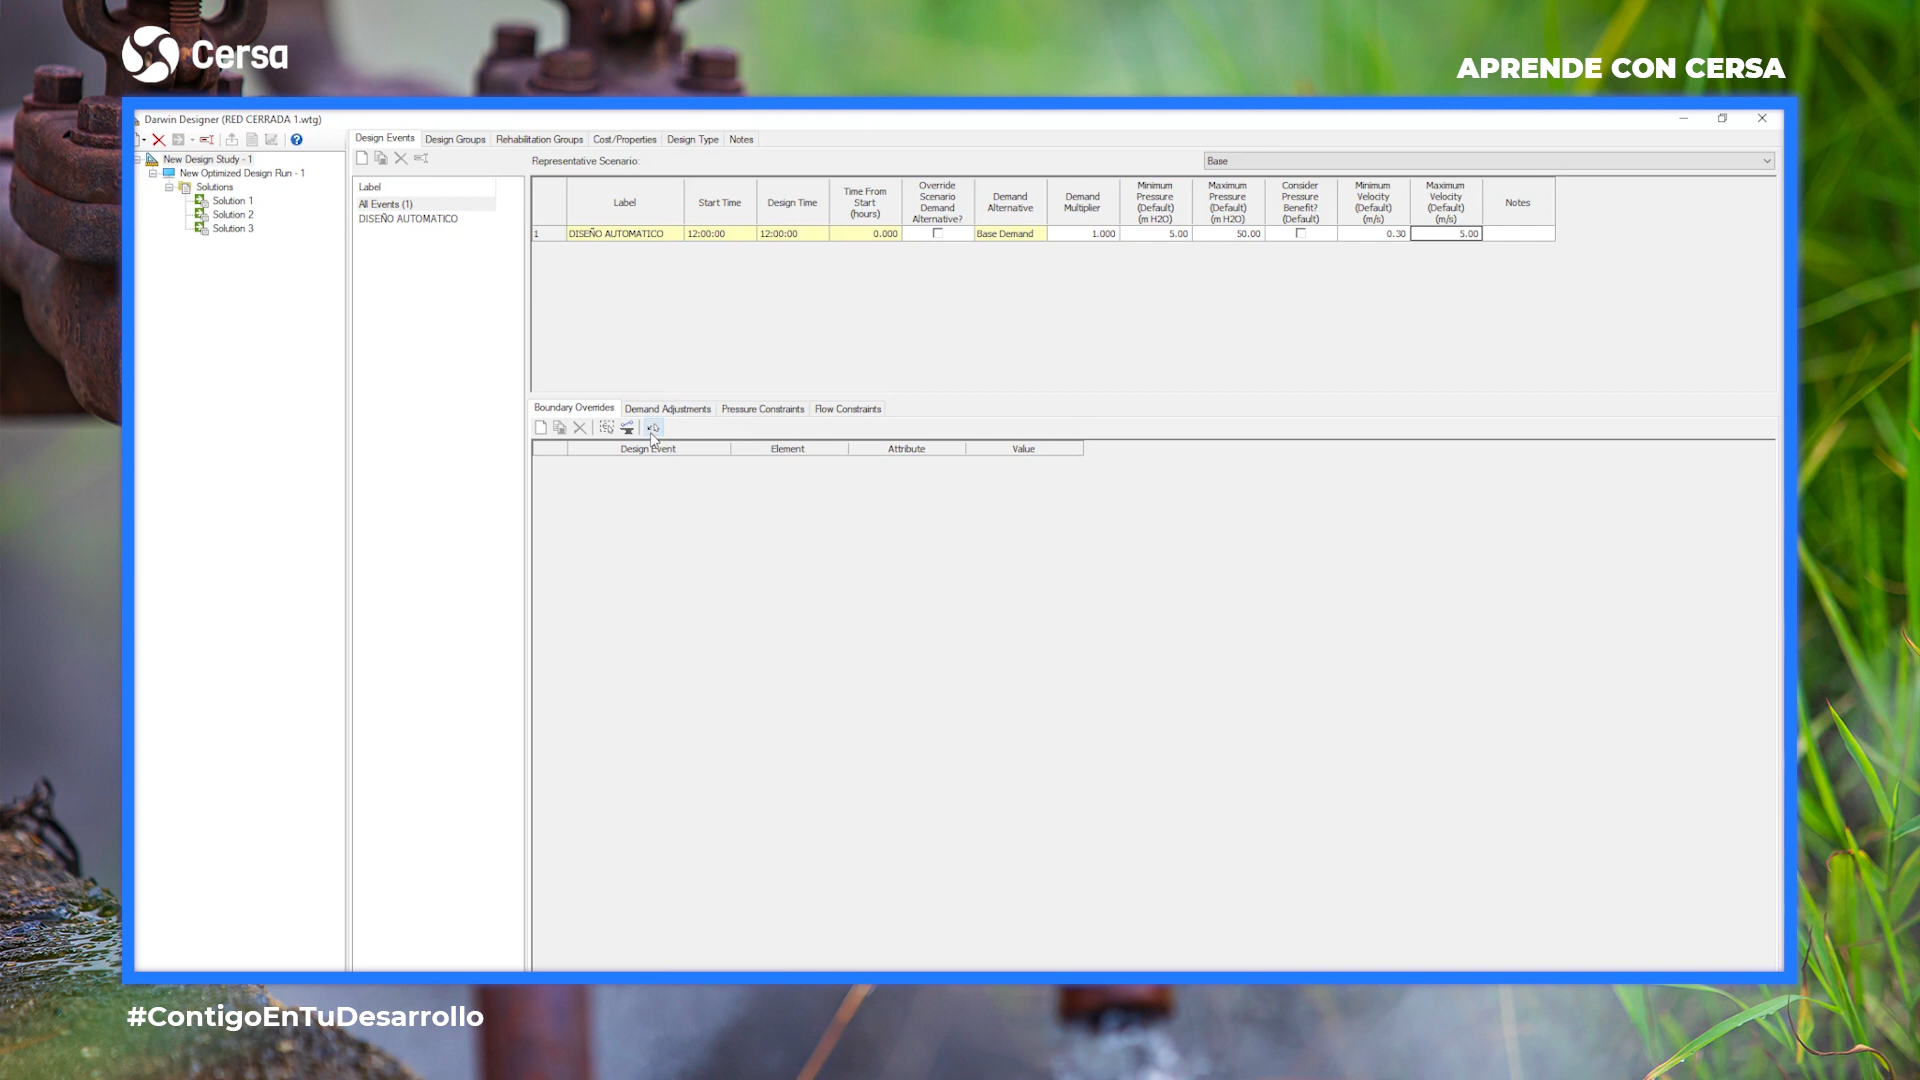 Cersa
APRENDE CON CERSA
Darwin Designer (RED CERRADA 1.wtg)
New Design Study - 1
New Optimized Design Run - 1
Solutions
Solution 1
Solution 2
Solution 3
Design Events
Design Groups
Rehabilitation Groups
Cost/Properties
Design Type
Notes
Label
All Events (1)
DISEÑO AUTOMATICO
Representative Scenario:
Base
Label
Start Time
Design Time
Time From
Start
(hours)
Override
Scenario
Demand
Alternative?
Demand
Alternative
Demand
Multiplier
Minimum
Pressure
(Default)
(m H2O)
Maximum
Pressure
(Default)
(m H2O)
Consider
Pressure
Benefit?
(Default)
Minimum
Velocity
(Default)
(m/s)
Maximum
Velocity
(Default)
(m/s)
Notes
1 DISEÑO AUTOMATICO 12:00:00 12:00:00 0.000 Base Demand 1.000 5.00 50.00 0.30 5.00
Boundary Overrides
Demand Adjustments
Pressure Constraints
Flow Constraints
Design Event
Element
Attribute
Value
#ContigoEnTuDesarrollo